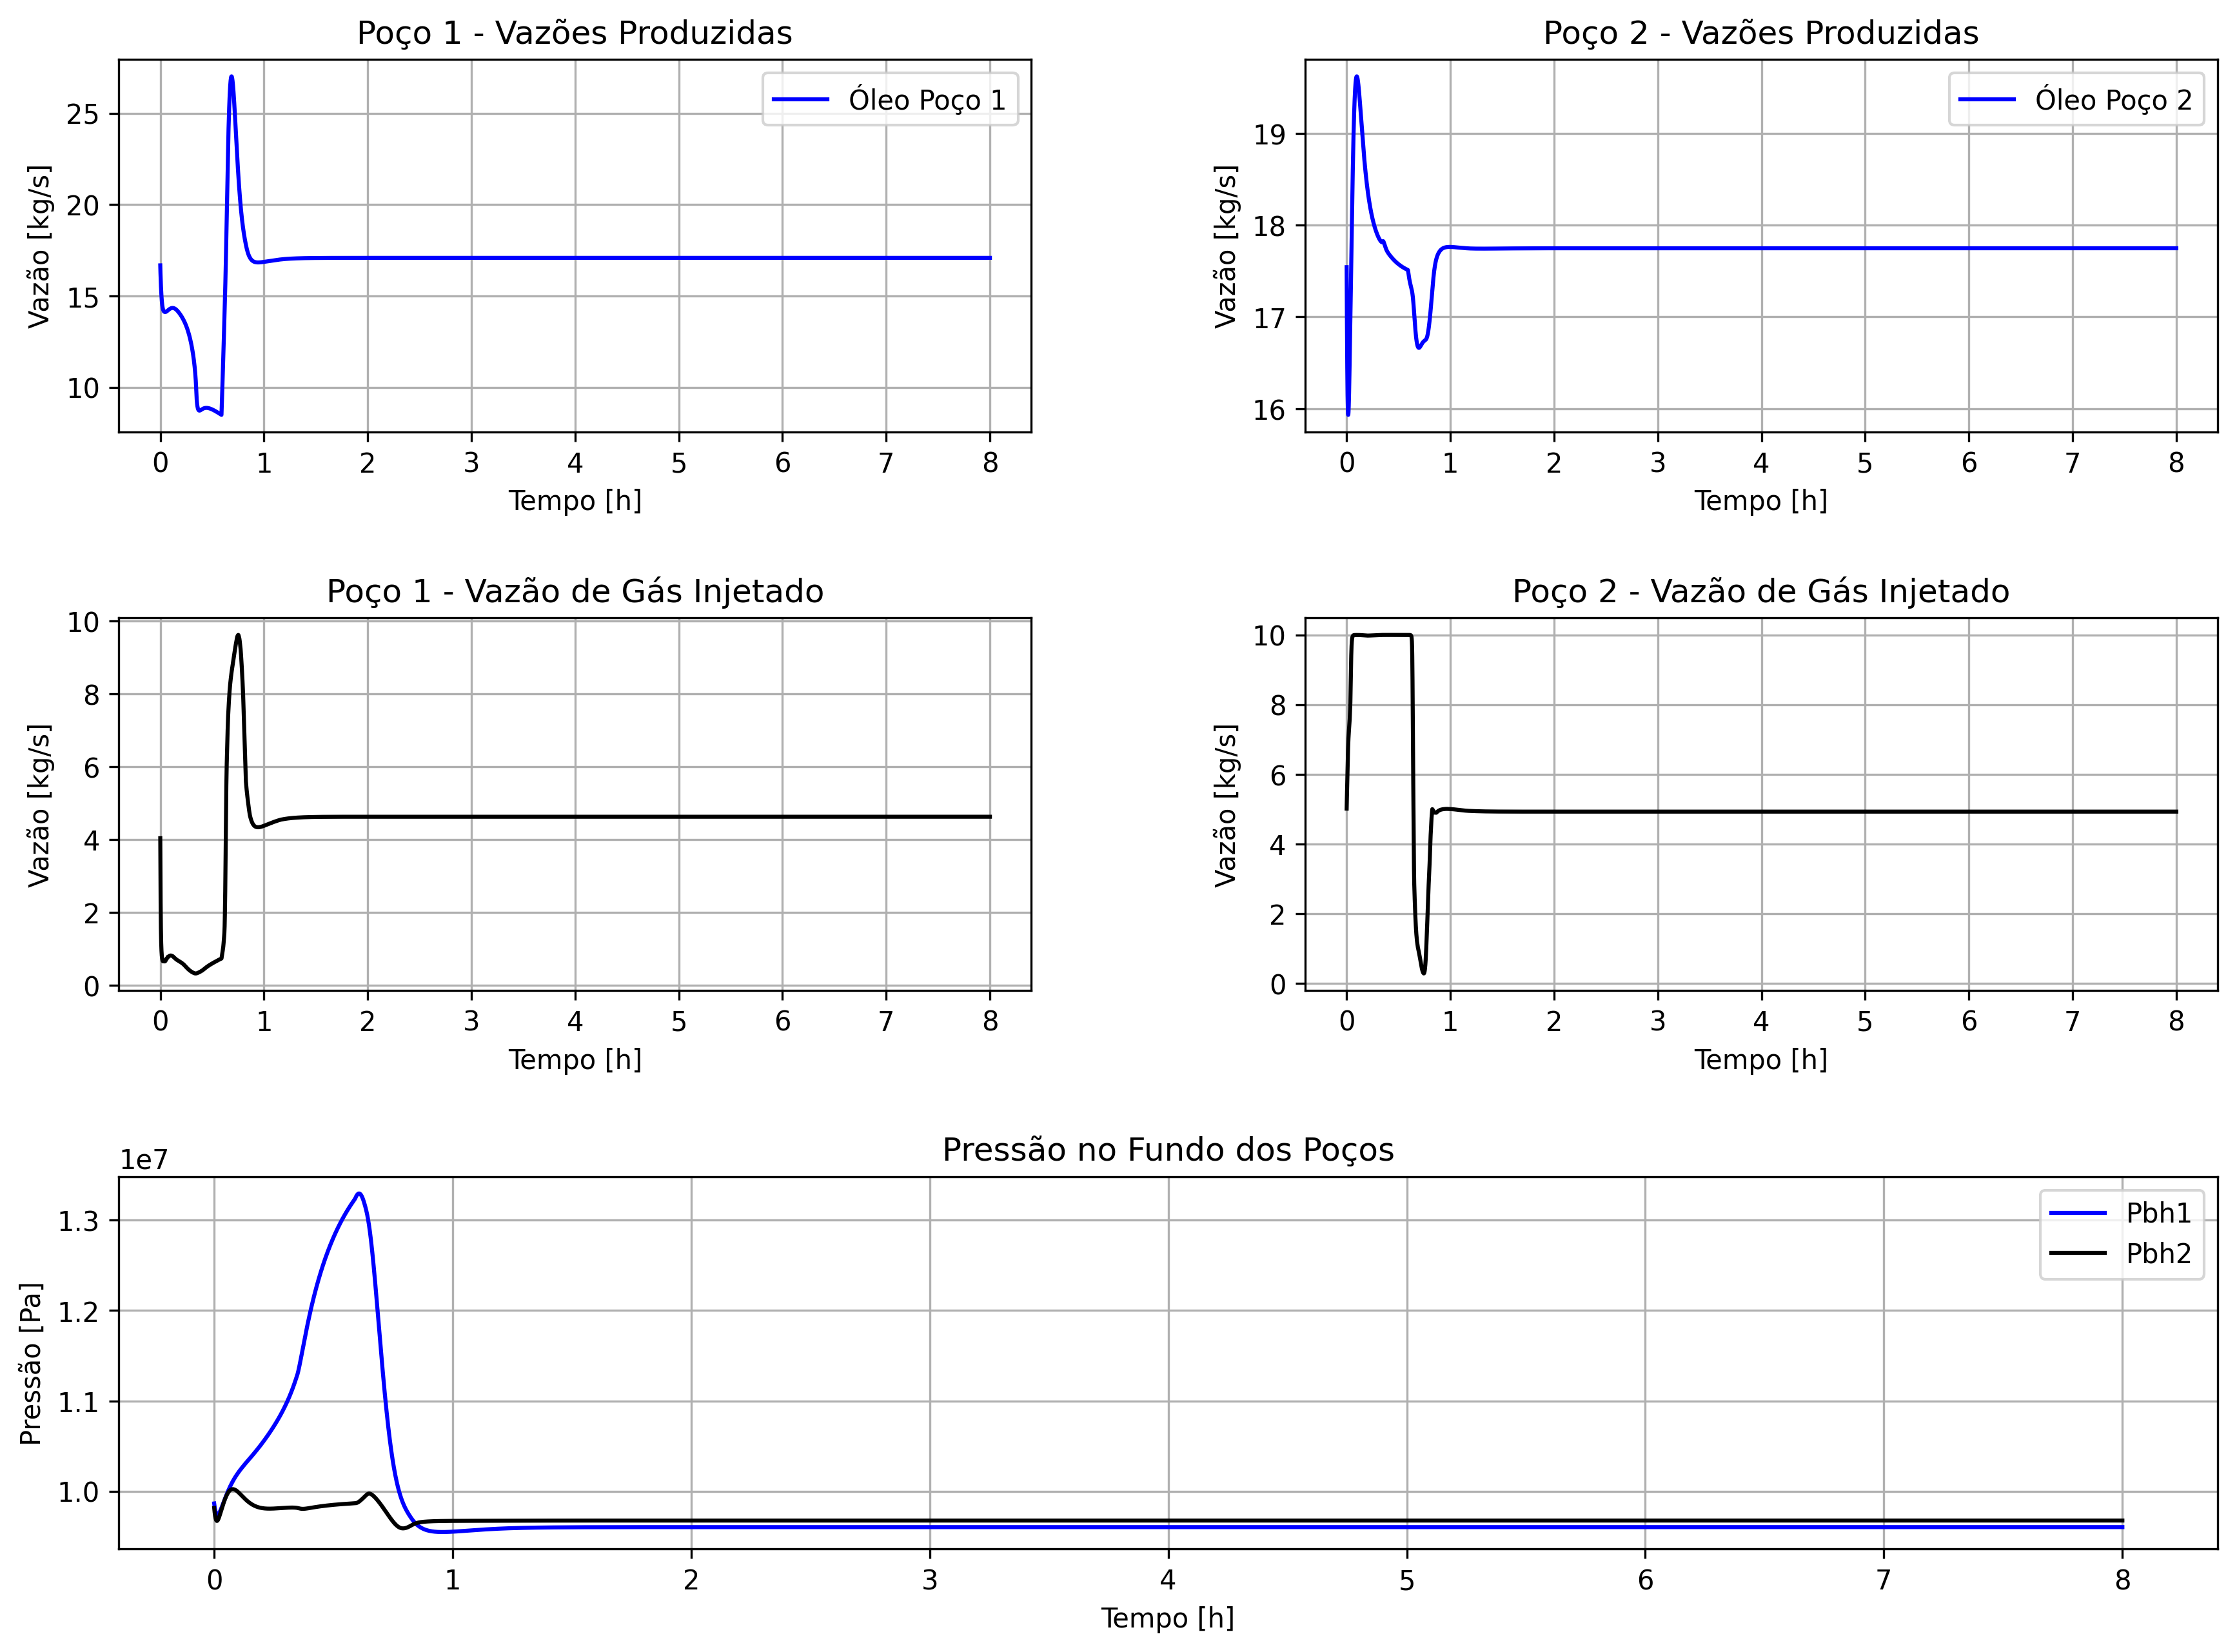 Poço 1 - Vazões Produzidas
Vazão [kg/s]
25
20
15
10
Óleo Poço 1
0 1 2 3 4 5 6 7 8
Tempo [h]
Poço 2 - Vazões Produzidas
Vazão [kg/s]
19
18
17
16
Óleo Poço 2
0 1 2 3 4 5 6 7 8
Tempo [h]
Poço 1 - Vazão de Gás Injetado
Vazão [kg/s]
10
8
6
4
2
0
0 1 2 3 4 5 6 7 8
Tempo [h]
Poço 2 - Vazão de Gás Injetado
Vazão [kg/s]
10
8
6
4
2
0
0 1 2 3 4 5 6 7 8
Tempo [h]
Pressão no Fundo dos Poços
1e7
Pressão [Pa]
1.3
1.2
1.1
1.0
Pbh1
Pbh2
0 1 2 3 4 5 6 7 8
Tempo [h]